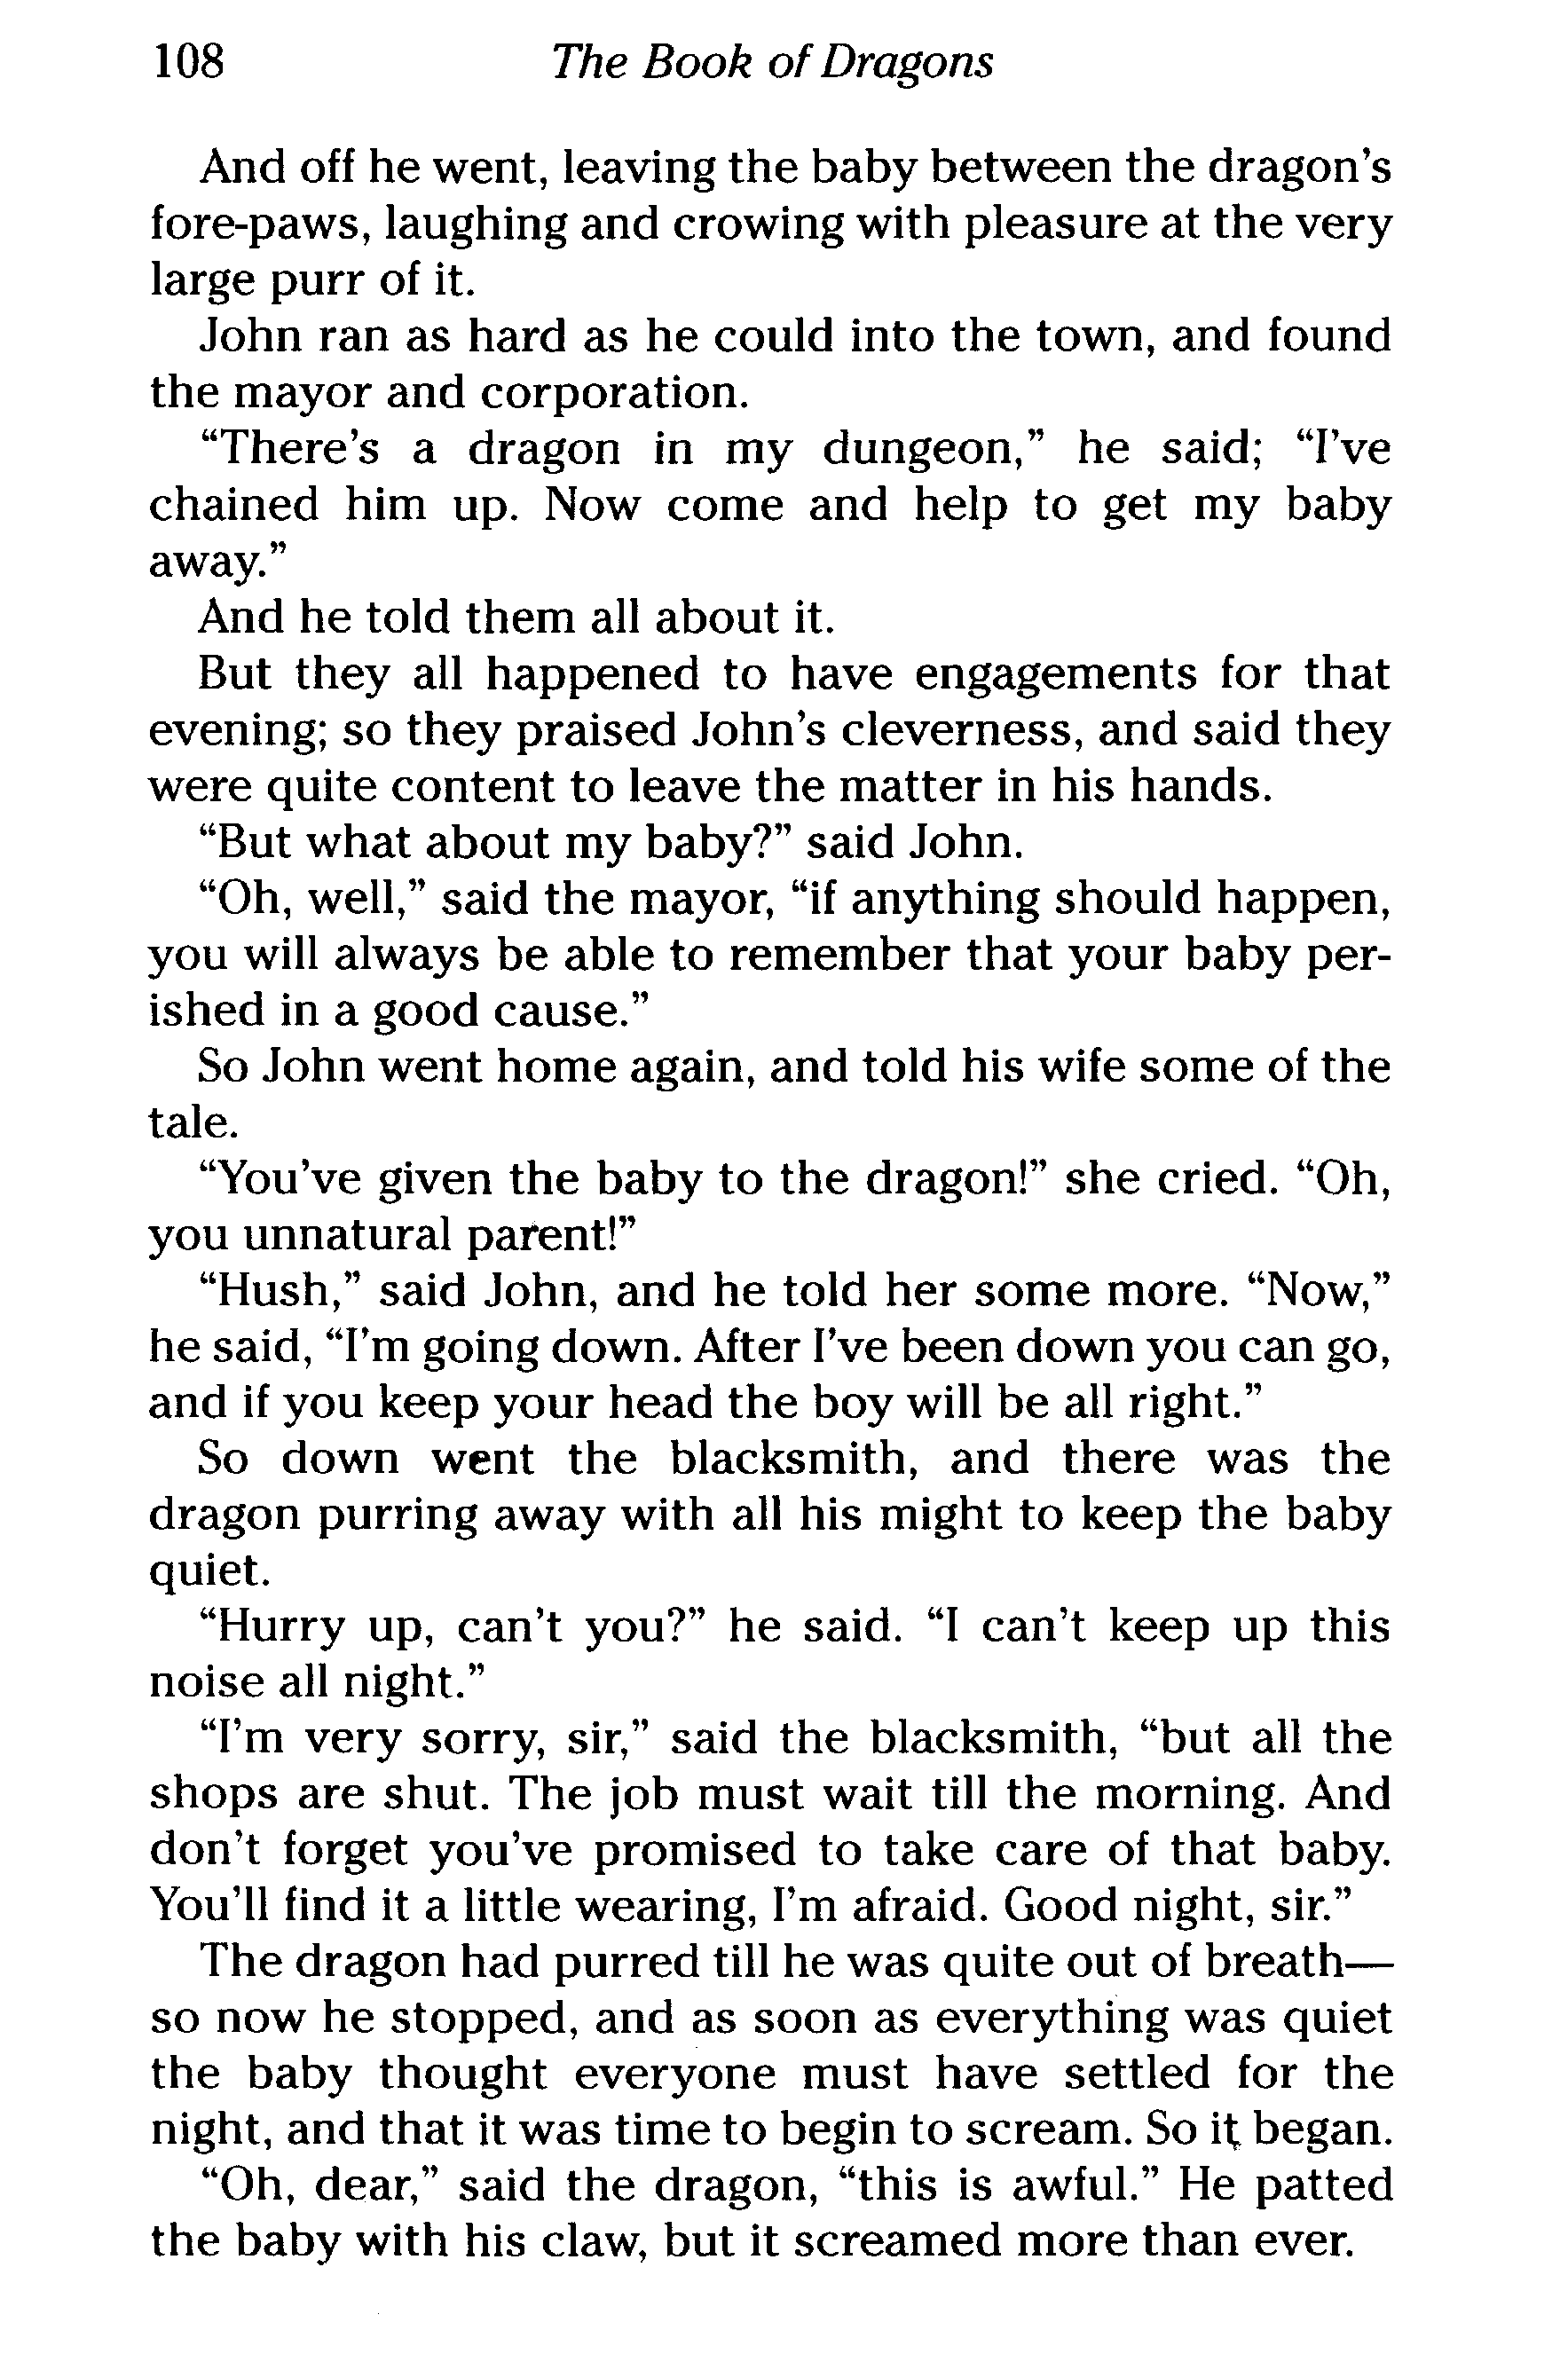 108 The Book of Dragons
And off he went, leaving the baby between the dragon’s
fore-paws, laughing and crowing with pleasure at the very
large purr of it.
John ran as hard as he could into the town, and found
the mayor and corporation.
“There’s a dragon in my dungeon,” he said; “I’ve
chained him up. Now come and help to get my baby
away.”
And he told them all about it.
But they all happened to have engagements for that
evening; so they praised John’s cleverness, and said they
were quite content to leave the matter in his hands.
“But what about my baby?” said John.
“Oh, well,” said the mayor, “if anything should happen,
you will always be able to remember that your baby per-
ished in a good cause.”
So John went home again, and told his wife some of the
tale.
“You’ve given the baby to the dragon!” she cried. “Oh,
you unnatural parent!”
“Hush,” said John, and he told her some more. “Now,”
he said, “I’m going down. After I’ve been down you can go,
and if you keep your head the boy will be all right.”
So down went the blacksmith, and there was the
dragon purring away with all his might to keep the baby
quiet.
“Hurry up, can’t you?” he said. “I can’t keep up this
noise all night.”
“I’m very sorry, sir,” said the blacksmith, “but all the
shops are shut. The job must wait till the morning. And
don’t forget you’ve promised to take care of that baby.
You’ll find it a little wearing, I’m afraid. Good night, sir.”
The dragon had purred till he was quite out of breath—
so now he stopped, and as soon as everything was quiet
the baby thought everyone must have settled for the
night, and that it was time to begin to scream. So it began.
“Oh, dear,” said the dragon, “this is awful.” He patted
the baby with his claw, but it screamed more than ever.